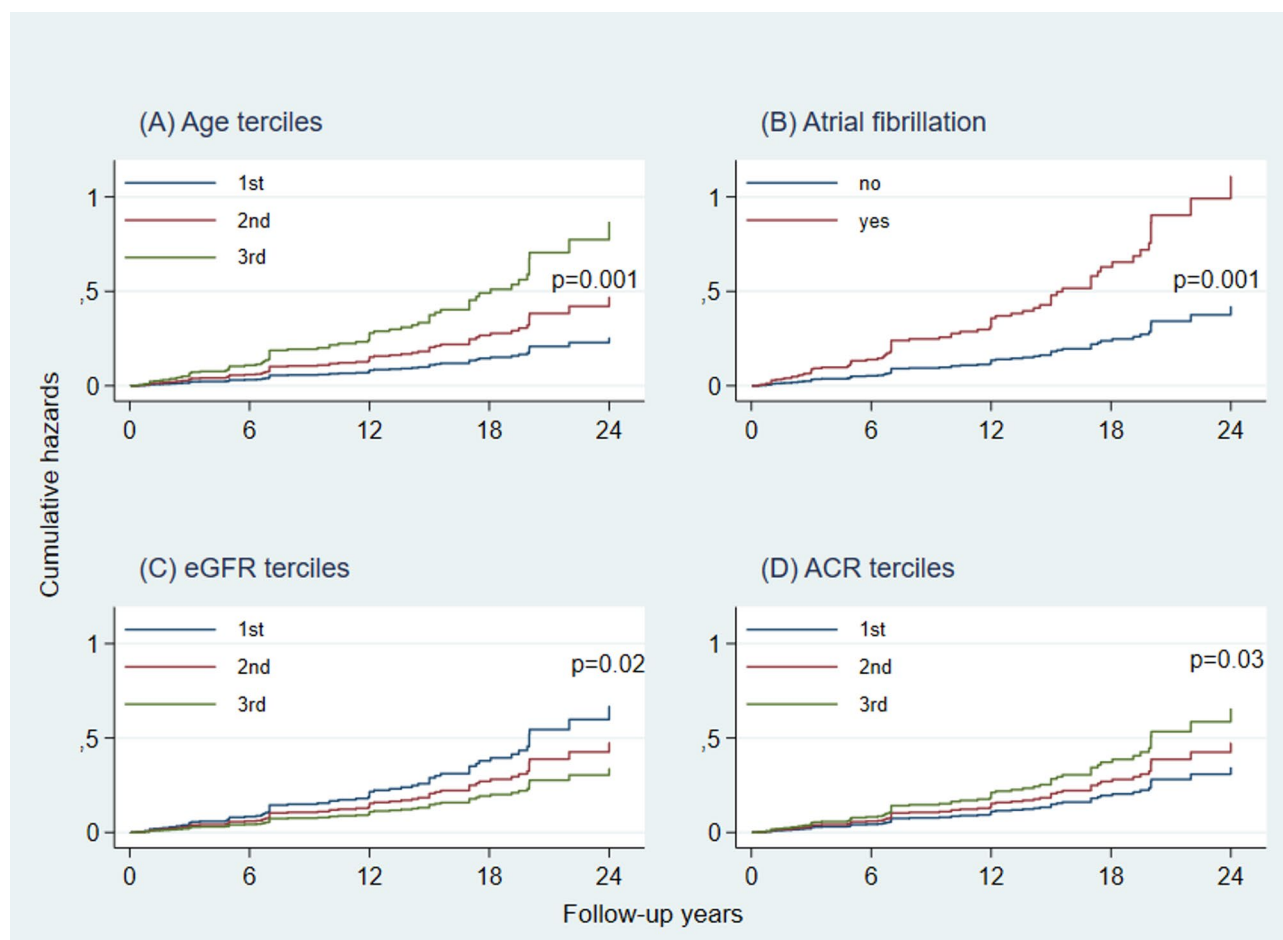 (A) Age terciles
1st
2nd
3rd
p=0.001
1
,5
0
0 6 12 18 24
(B) Atrial fibrillation
no
yes
p=0.001
1
,5
0
0 6 12 18 24
Cumulative hazards
(C) eGFR terciles
1st
2nd
3rd
p=0.02
1
,5
0
0 6 12 18 24
(D) ACR terciles
1st
2nd
3rd
p=0.03
1
,5
0
0 6 12 18 24
Follow-up years